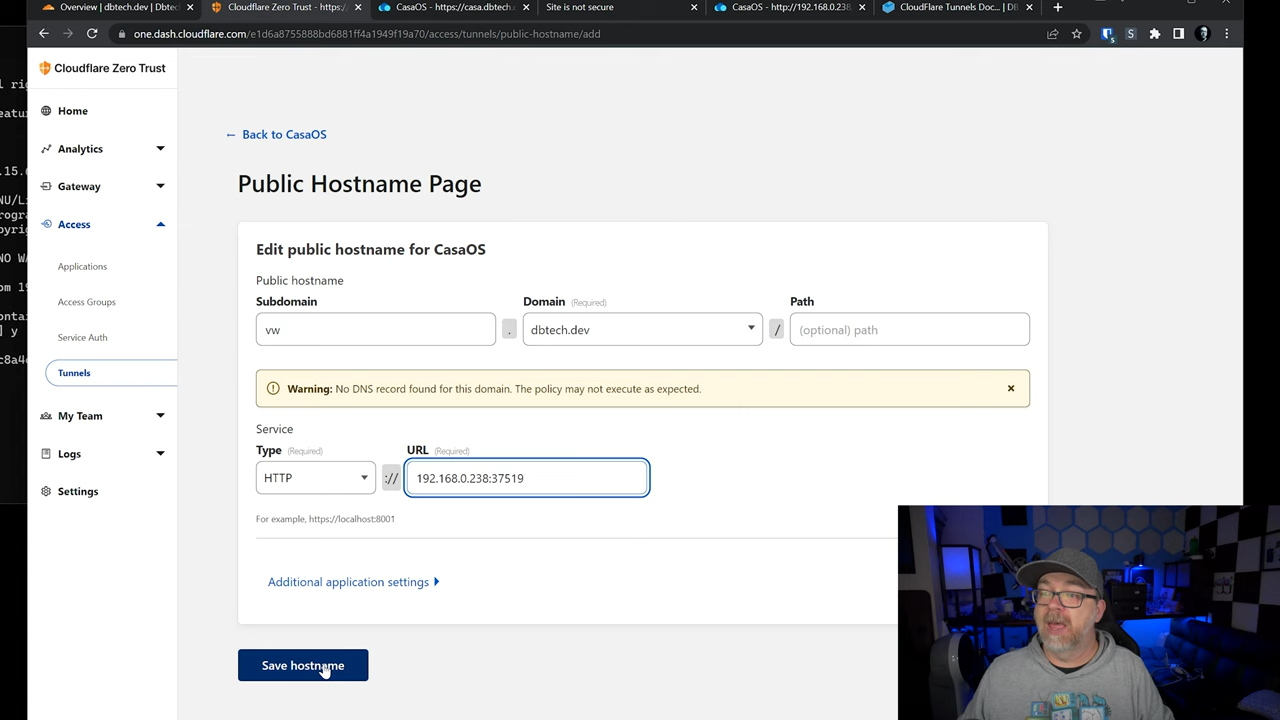 Overview | dbtech.dev | Dbtect
Cloudflare Zero Trust - https:/
CasaOS - https://casa.dbtech.
Site is not secure
CasaOS - http://192.168.0.238
CloudFlare Tunnels Doc... | DB
one.dash.cloudflare.com/e1d6a8755888bd6881ff4a1949f19a70/access/tunnels/public-hostname/add
Cloudflare Zero Trust
Home
Analytics
Gateway
Access
Applications
Access Groups
Service Auth
Tunnels
My Team
Logs
Settings
← Back to CasaOS
Public Hostname Page
Edit public hostname for CasaOS
Public hostname
Subdomain
Domain (Required)
Path
vw
.
dbtech.dev
/
(optional) path
Warning: No DNS record found for this domain. The policy may not execute as expected.
Service
Type (Required)
URL (Required)
HTTP
://
192.168.0.238:37519
For example, https://localhost:8001
Additional application settings
Save hostname